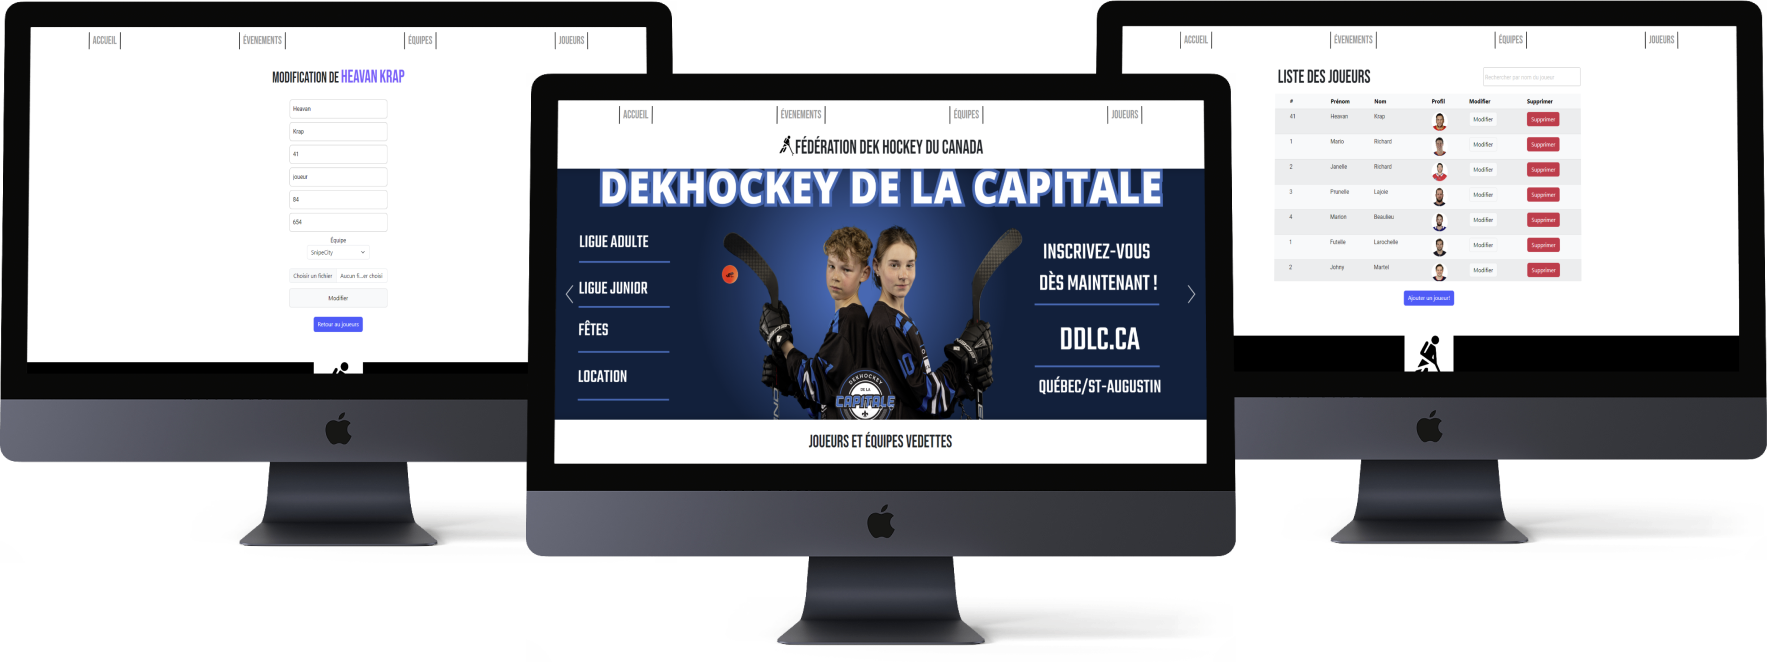 ACCUEIL
ÉVENEMENTS
ÉQUIPES
JOUEURS
MODIFICATION DE HEAVAN KRAP
Heavan
Krap
41
joueur
84
654
Équipe
SnipeCity
Choisir un fichier Aucun fi...er choisi
Modifier
Retour au joueurs
ACCUEIL
ÉVENEMENTS
ÉQUIPES
JOUEURS
FÉDÉRATION DEK HOCKEY DU CANADA
DEKHOCKEY DE LA CAPITALE
LIGUE ADULTE
LIGUE JUNIOR
FÊTES
LOCATION
INSCRIVEZ-VOUS
DÈS MAINTENANT !
DDLC.CA
QUÉBEC/ST-AUGUSTIN
DEKHOCKEY
DE LA
CAPITALE
JOUEURS ET ÉQUIPES VEDETTES
ACCUEIL
ÉVENEMENTS
ÉQUIPES
JOUEURS
LISTE DES JOUEURS
Rechercher par nom du joueur
# Prénom Nom Profil Modifier Supprimer
41 Heavan Krap Modifier Supprimer
1 Mario Richard Modifier Supprimer
2 Janelle Richard Modifier Supprimer
3 Prunelle Lajoie Modifier Supprimer
4 Marion Beaulieu Modifier Supprimer
1 Futelle Larochelle Modifier Supprimer
2 Johny Martel Modifier Supprimer
Ajouter un joueur!